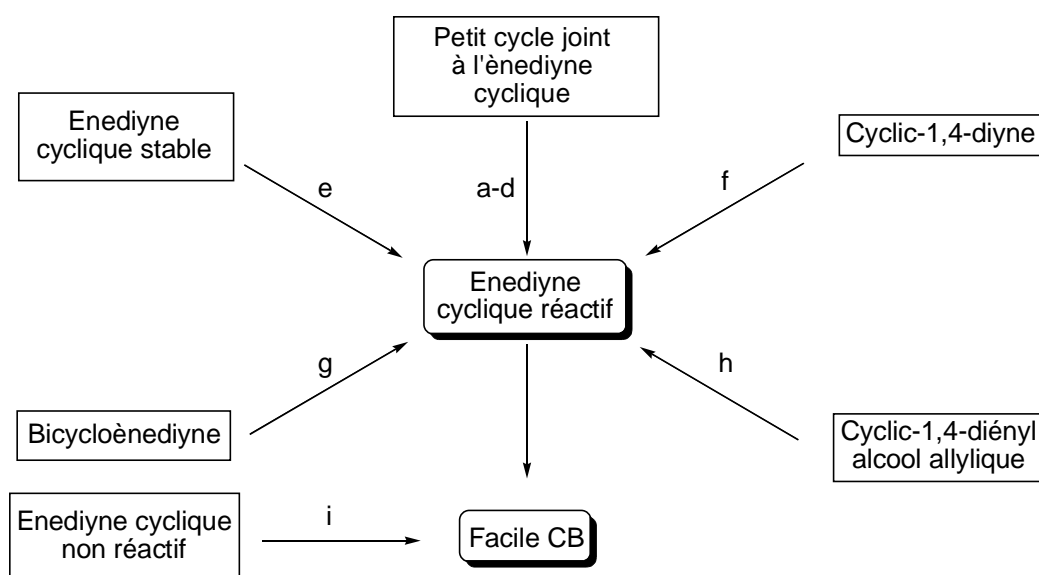 Petit cycle joint
à l'ènediyne
cyclique
Enediyne
cyclique stable
Cyclic-1,4-diyne
e
a-d
f
Enediyne
cyclique réactif
g
h
Bicycloènediyne
Cyclic-1,4-diényl
alcool allylique
Enediyne cyclique
non réactif
i
Facile CB